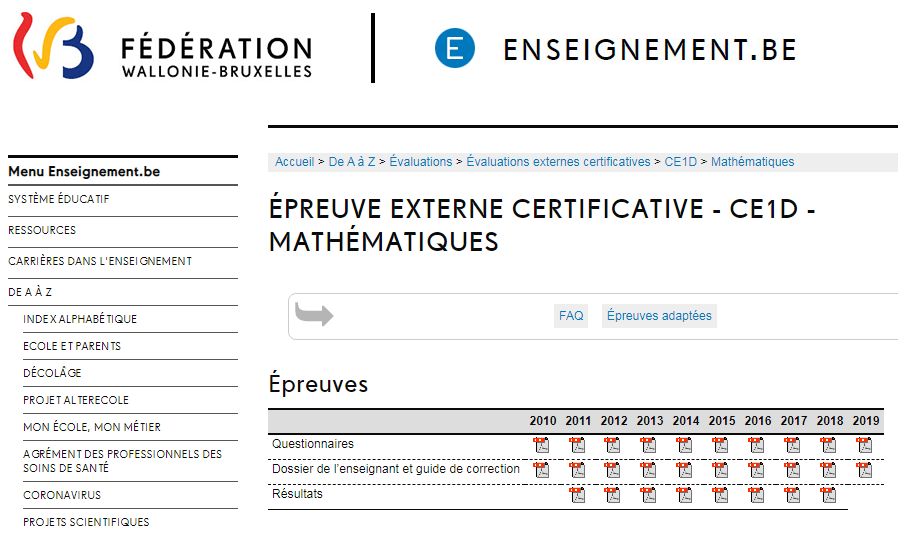 FÉDÉRATION
WALLONIE-BRUXELLES
E ENSEIGNEMENT.BE
Menu Enseignement.be
SYSTÈME ÉDUCATIF
RESSOURCES
CARRIÈRES DANS L'ENSEIGNEMENT
DE A À Z
INDEX ALPHABÉTIQUE
ECOLE ET PARENTS
DÉCOLÂGE
PROJET ALTERECOLE
MON ÉCOLE, MON MÉTIER
AGRÉMENT DES PROFESSIONNELS DES
SOINS DE SANTÉ
CORONAVIRUS
PROJETS SCIENTIFIQUES
Accueil > De A à Z > Évaluations > Évaluations externes certificatives > CE1D > Mathématiques
ÉPREUVE EXTERNE CERTIFICATIVE - CE1D -
MATHÉMATIQUES
FAQ Épreuves adaptées
Épreuves
2010 2011 2012 2013 2014 2015 2016 2017 2018 2019
Questionnaires
Dossier de l'enseignant et guide de correction
Résultats